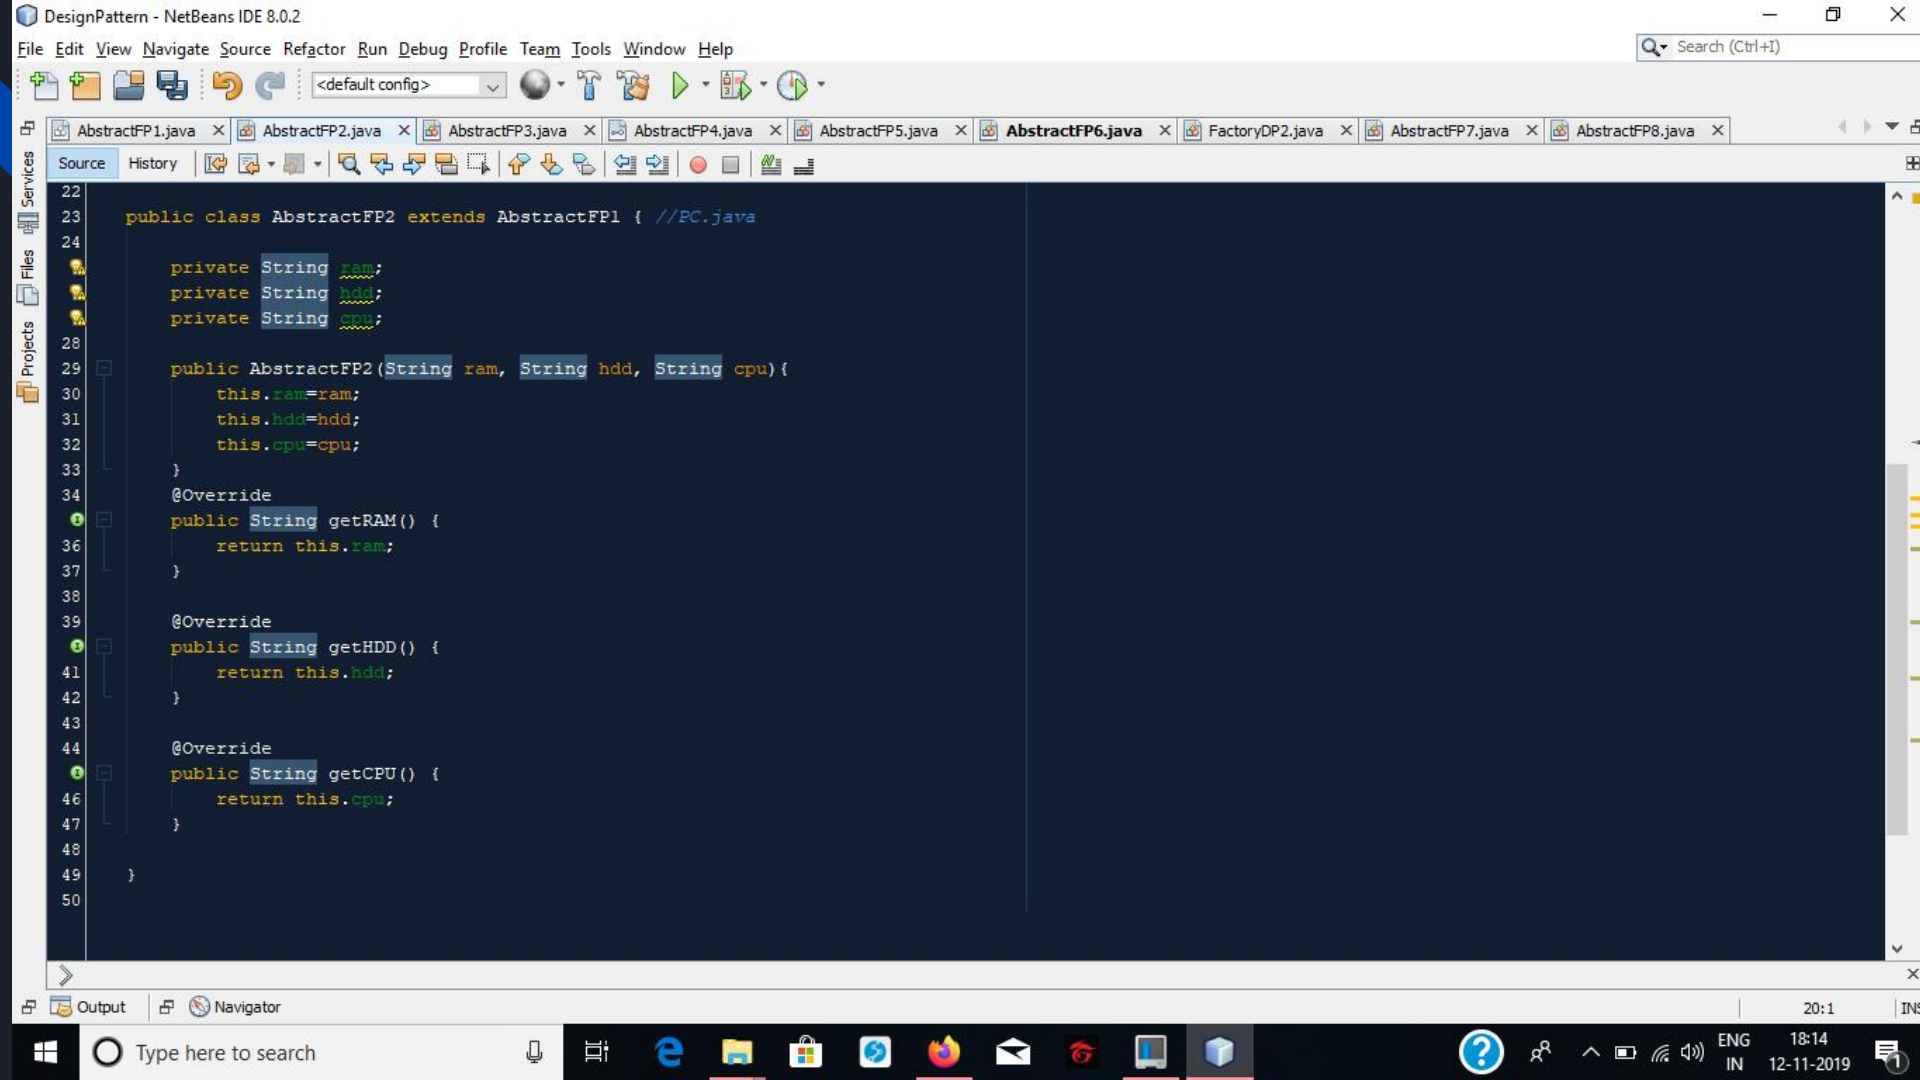 DesignPattern - NetBeans IDE 8.0.2
File Edit View Navigate Source Refactor Run Debug Profile Team Tools Window Help
Search (Ctrl+I)
<default config>
AbstractFP1.java AbstractFP2.java AbstractFP3.java AbstractFP4.java AbstractFP5.java AbstractFP6.java FactoryDP2.java AbstractFP7.java AbstractFP8.java
Source History
Services
Files
Projects
22
23 public class AbstractFP2 extends AbstractFP1 { //PC.java
24
private String ram;
private String hdd;
private String cpu;
28
29 public AbstractFP2(String ram, String hdd, String cpu){
30 this.ram=ram;
31 this.hdd=hdd;
32 this.cpu=cpu;
33 }
34 @Override
public String getRAM() {
36 return this.ram;
37 }
38
39 @Override
public String getHDD() {
41 return this.hdd;
42 }
43
44 @Override
public String getCPU() {
46 return this.cpu;
47 }
48
49 }
50
Output Navigator
20:1 INS
Type here to search
ENG 18:14
IN 12-11-2019
1